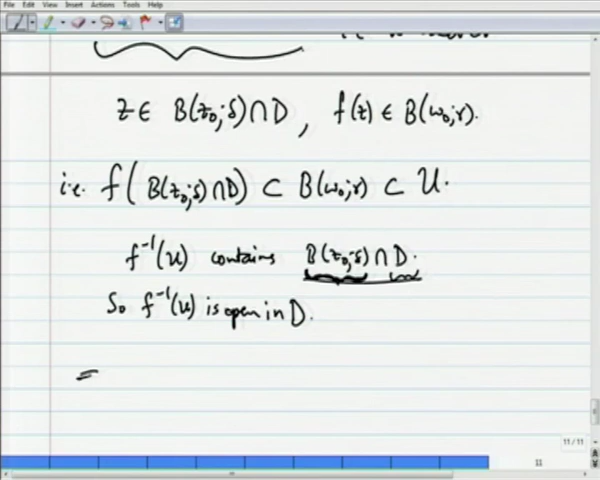 File Edit View Insert Actions Tools Help
z ∈ B(z₀;δ)∩D, f(z) ∈ B(w₀;r).
i.e. f(B(z₀;δ)∩D) ⊂ B(w₀;r) ⊂ U.
f⁻¹(U) contains B(z₀;δ)∩D.
So f⁻¹(U) is open in D.
11/11
11